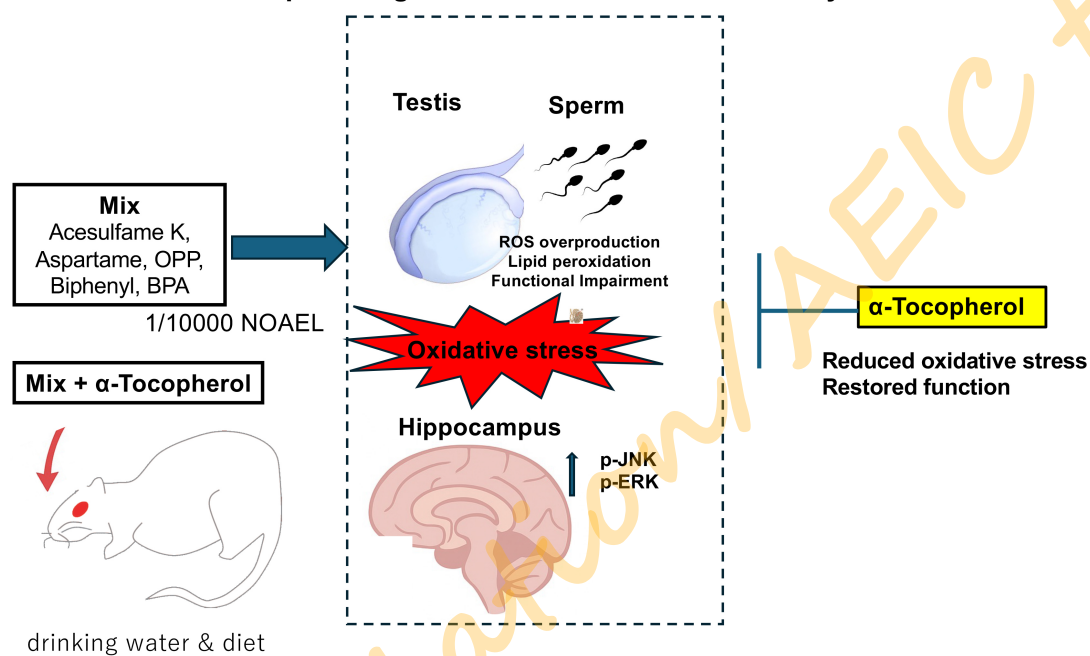 Testis
Sperm
Mix
Acesulfame K,
Aspartame, OPP,
Biphenyl, BPA
1/10000 NOAEL
ROS overproduction
Lipid peroxidation
Functional Impairment
Oxidative stress
α-Tocopherol
Reduced oxidative stress
Restored function
Mix + α-Tocopherol
Hippocampus
p-JNK
p-ERK
drinking water & diet
AEIC